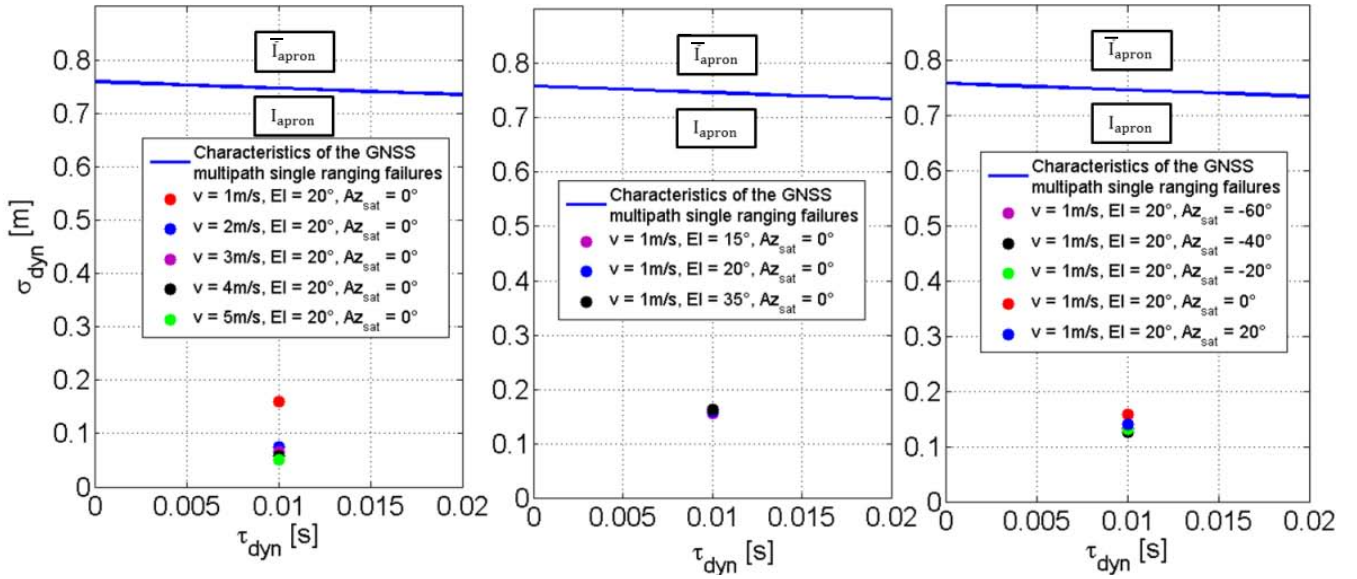 σdyn [m]
0.8
0.7
0.6
0.5
0.4
0.3
0.2
0.1
0
Īapron
Iapron
Characteristics of the GNSS
multipath single ranging failures
v = 1m/s, El = 20°, Azsat = 0°
v = 2m/s, El = 20°, Azsat = 0°
v = 3m/s, El = 20°, Azsat = 0°
v = 4m/s, El = 20°, Azsat = 0°
v = 5m/s, El = 20°, Azsat = 0°
0 0.005 0.01 0.015 0.02
τdyn [s]
0.8
0.7
0.6
0.5
0.4
0.3
0.2
0.1
0
Īapron
Iapron
Characteristics of the GNSS
multipath single ranging failures
v = 1m/s, El = 15°, Azsat = 0°
v = 1m/s, El = 20°, Azsat = 0°
v = 1m/s, El = 35°, Azsat = 0°
0 0.005 0.01 0.015 0.02
τdyn [s]
0.8
0.7
0.6
0.5
0.4
0.3
0.2
0.1
0
Īapron
Iapron
Characteristics of the GNSS
multipath single ranging failures
v = 1m/s, El = 20°, Azsat = -60°
v = 1m/s, El = 20°, Azsat = -40°
v = 1m/s, El = 20°, Azsat = -20°
v = 1m/s, El = 20°, Azsat = 0°
v = 1m/s, El = 20°, Azsat = 20°
0 0.005 0.01 0.015 0.02
τdyn [s]